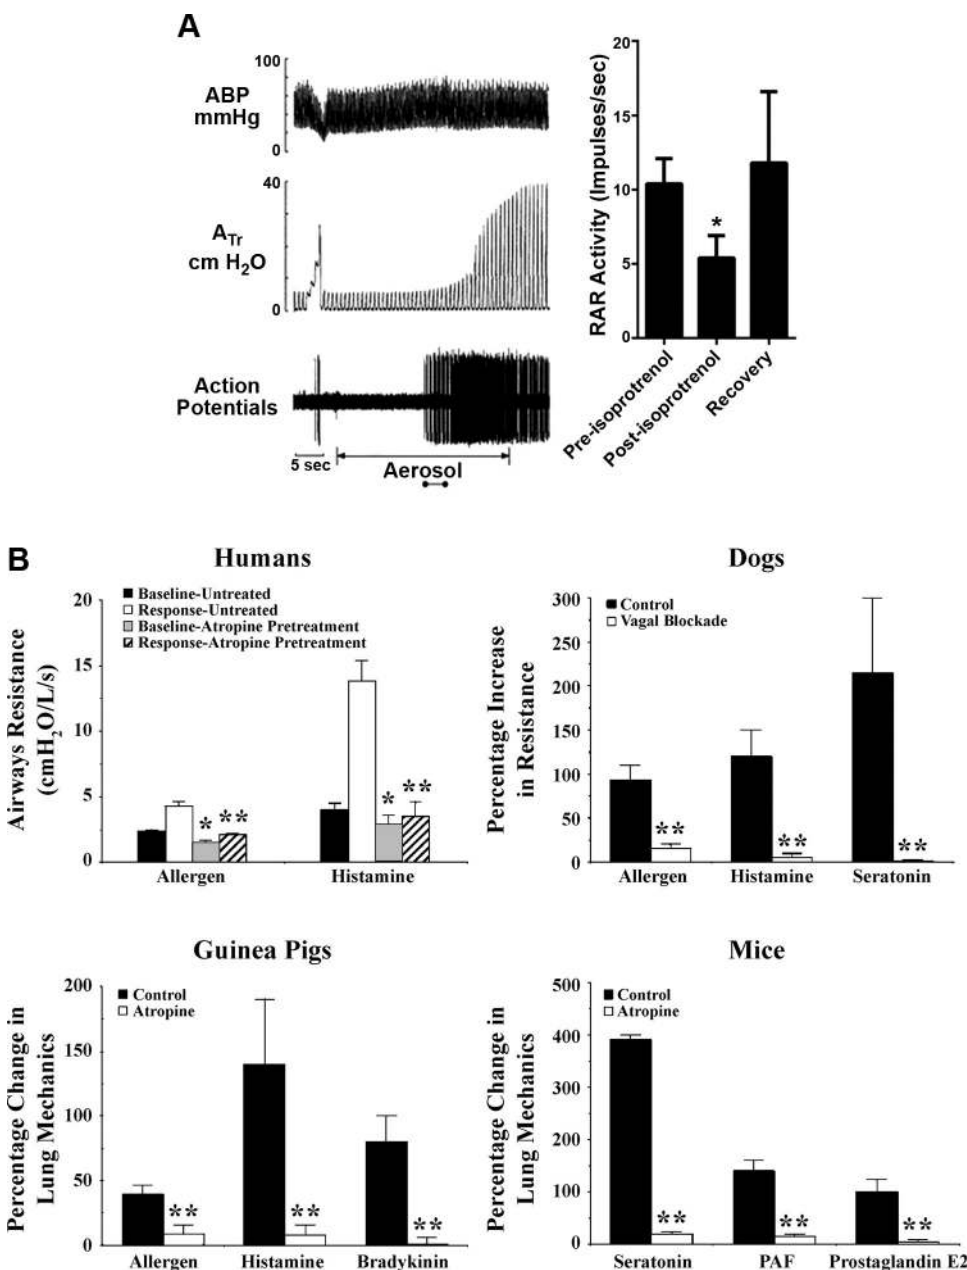 A
100
ABP
mmHg
0
40
A_Tr
cm H2O
0
Action
Potentials
5 sec
Aerosol
20
15
10
5
0
RAR Activity (Impulses/sec)
*
Pre-isoprotrenol
Post-isoprotrenol
Recovery
B
Humans
Baseline-Untreated
Response-Untreated
Baseline-Atropine Pretreatment
Response-Atropine Pretreatment
Airways Resistance
(cmH2O/L/s)
20
15
10
5
0
* **
* **
Allergen Histamine
Dogs
Control
Vagal Blockade
Percentage Increase
in Resistance
300
250
200
150
100
50
0
** ** **
Allergen Histamine Seratonin
Guinea Pigs
Control
Atropine
Percentage Change in
Lung Mechanics
200
150
100
50
0
** ** **
Allergen Histamine Bradykinin
Mice
Control
Atropine
Percentage Change in
Lung Mechanics
500
400
300
200
100
0
** ** **
Seratonin PAF Prostaglandin E2